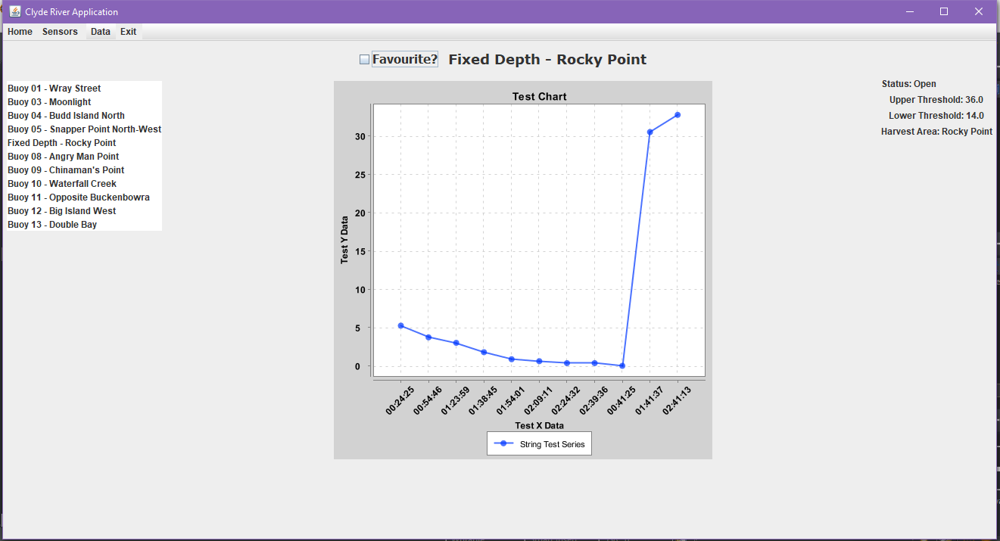 Clyde River Application
Home Sensors Data Exit
Favourite? Fixed Depth - Rocky Point
Buoy 01 - Wray Street
Buoy 03 - Moonlight
Buoy 04 - Budd Island North
Buoy 05 - Snapper Point North-West
Fixed Depth - Rocky Point
Buoy 08 - Angry Man Point
Buoy 09 - Chinaman's Point
Buoy 10 - Waterfall Creek
Buoy 11 - Opposite Buckenbowra
Buoy 12 - Big Island West
Buoy 13 - Double Bay
Test Chart
Test Y Data
30
25
20
15
10
5
0
00:24:25
00:54:46
01:23:59
01:38:45
01:54:01
02:09:11
02:24:32
02:39:36
00:41:25
01:41:37
02:41:13
Test X Data
String Test Series
Status: Open
Upper Threshold: 36.0
Lower Threshold: 14.0
Harvest Area: Rocky Point